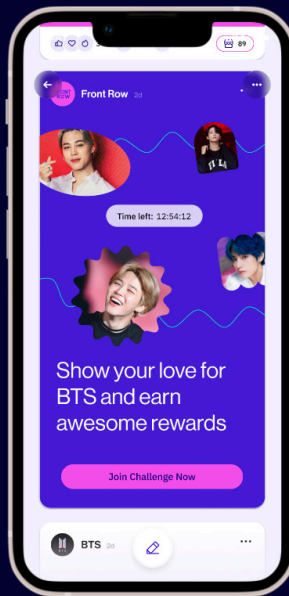 89
FRONT
ROW
Front Row 2d
FILA
Time left: 12:54:12
Show your love for
BTS and earn
awesome rewards
Join Challenge Now
BTS 2d